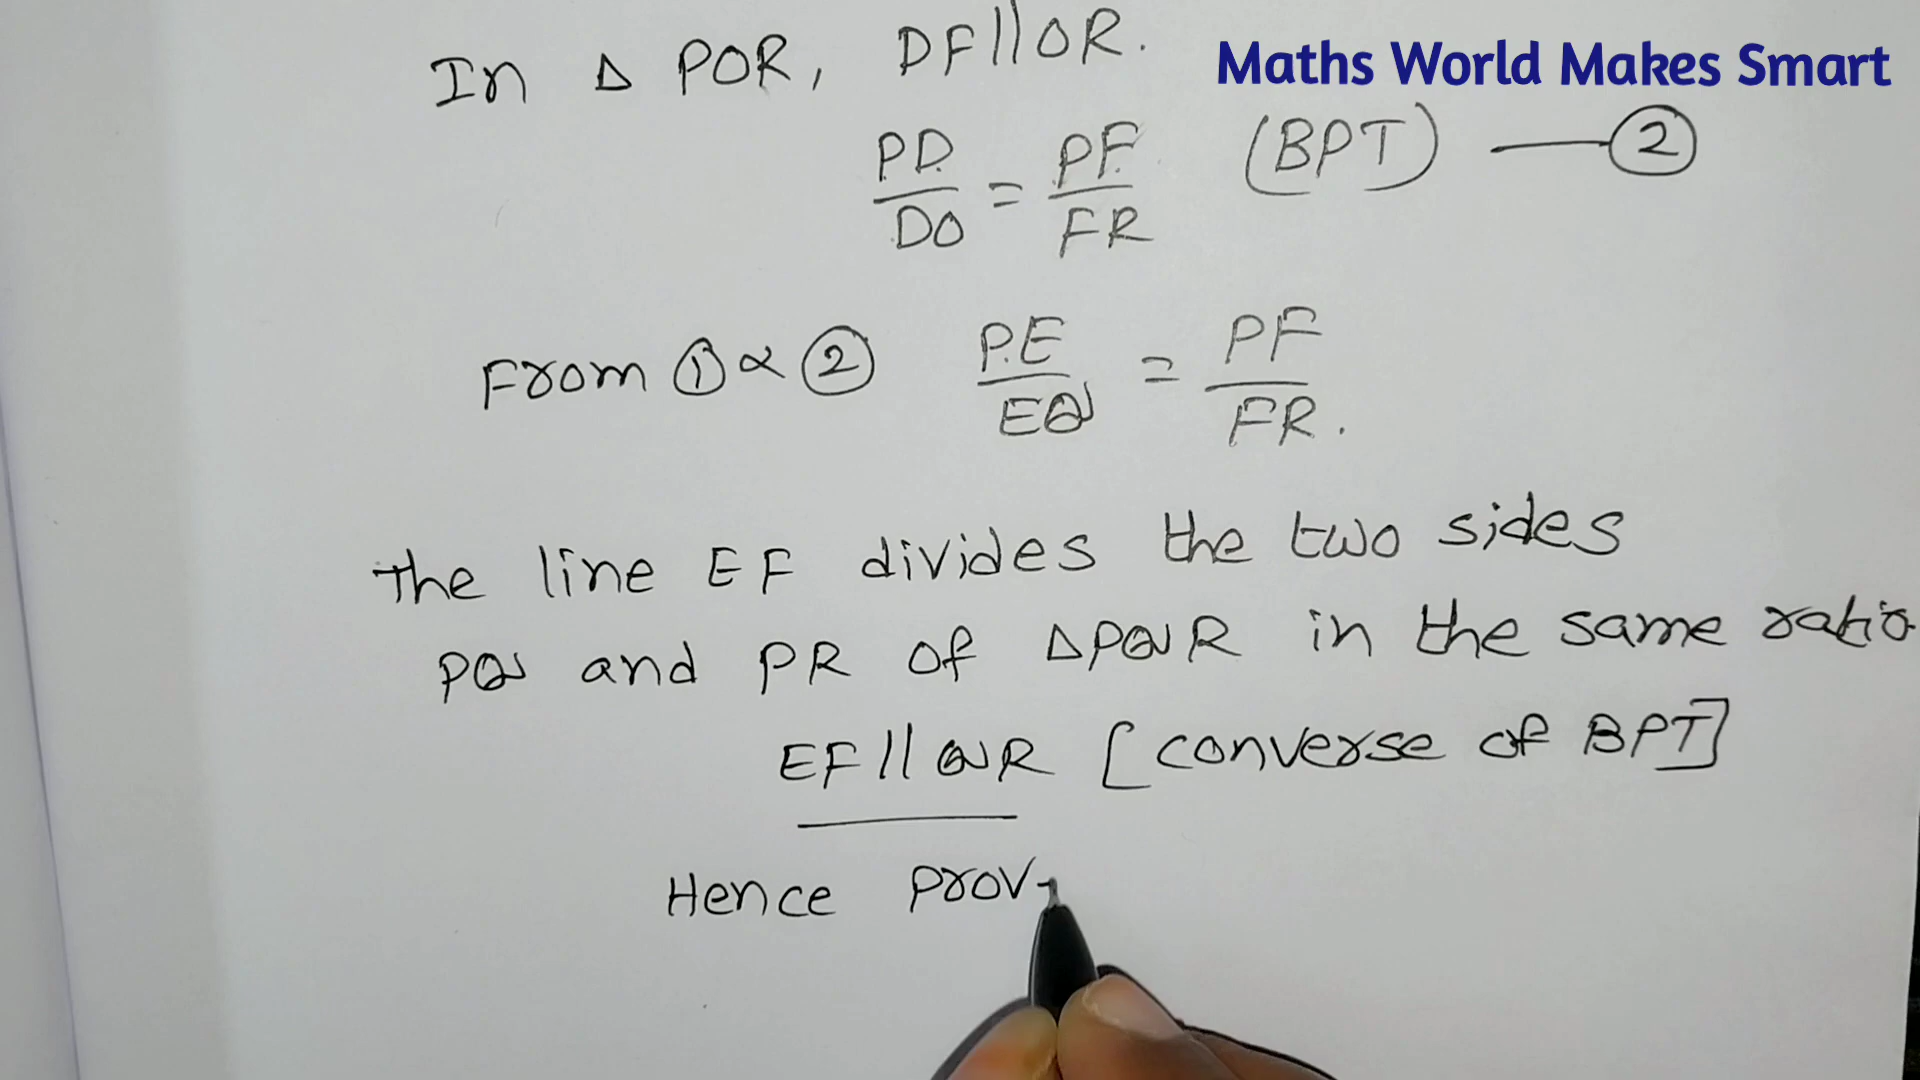 In Δ POR, DF||OR.
Maths World Makes Smart
PD/DO = PF/FR (BPT) — ②
From ① & ② PE/EQ = PF/FR.
The line EF divides the two sides
PQ and PR of ΔPQR in the same ratio.
EF||QR [converse of BPT]
Hence prov